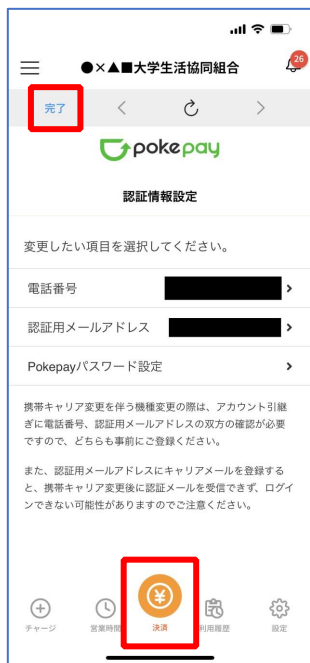 ●×▲■大学生活協同組合
26
完了
pokepay
認証情報設定
変更したい項目を選択してください。
電話番号
認証用メールアドレス
Pokepayパスワード設定
携帯キャリア変更を伴う機種変更の際は、アカウント引継
ぎに電話番号、認証用メールアドレスの双方の確認が必要
ですので、どちらも事前にご登録ください。
また、認証用メールアドレスにキャリアメールを登録する
と、携帯キャリア変更後に認証メールを受信できず、ログイ
ンできない可能性がありますのでご注意ください。
チャージ
営業時間
決済
利用履歴
設定